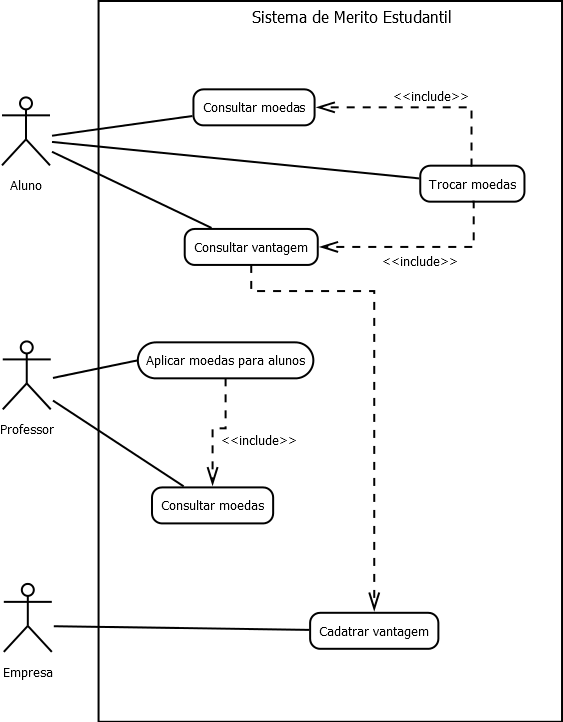 Sistema de Merito Estudantil
Consultar moedas
<<include>>
Aluno
Trocar moedas
Consultar vantagem
<<include>>
Aplicar moedas para alunos
Professor
<<include>>
Consultar moedas
Cadatrar vantagem
Empresa